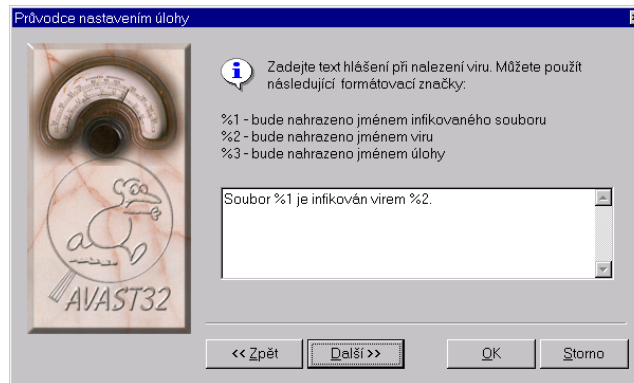 Průvodce nastavením úlohy
Zadejte text hlášení při nalezení viru. Můžete použít
následující formátovací značky:
%1 - bude nahrazeno jménem infikovaného souboru
%2 – bude nahrazeno jménem viru
%3 - bude nahrazeno jménem úlohy
Soubor %1 je infikován virem %2.
AVAST32
<< Zpět
Další >>
OK
Storno